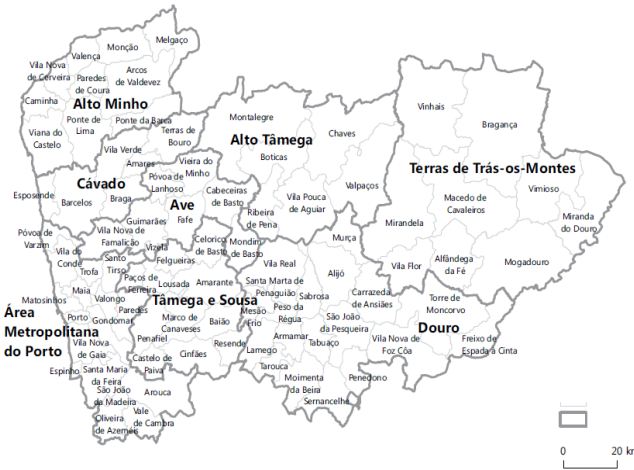 Melgaço
Monção
Valença
Vila Nova
de Cerveira
Paredes
de Coura
Arcos
de Valdevez
Caminha
Alto Minho
Ponte de
Lima
Ponte da Barca
Viana do
Castelo
Terras de
Bouro
Vila Verde
Amares
Cávado
Esposende
Barcelos
Braga
Montalegre
Alto Tâmega
Chaves
Boticas
Valpaços
Vila Pouca
de Aguiar
Ribeira
de Pena
Vinhais
Bragança
Terras de Trás-os-Montes
Vimioso
Macedo de
Cavaleiros
Miranda
do Douro
Mirandela
Mogadouro
Alfândega
da Fé
Vila Flor
Vieira do
Minho
Póvoa de
Lanhoso
Ave
Cabeceiras
de Basto
Guimarães
Fafe
Vila Nova de
Famalicão
Vizela
Mondim
de Basto
Póvoa de
Varzim
Vila do
Conde
Santo
Tirso
Trofa
Maia
Matosinhos
Valongo
Paredes
Porto
Gondomar
Área
Metropolitana
do Porto
Vila Nova
de Gaia
Espinho
Santa Maria
da Feira
São João
da Madeira
Arouca
Oliveira
de Azeméis
Vale
de Cambra
Celorico
de Basto
Felgueiras
Paços de
Ferreira
Lousada
Amarante
Tâmega e Sousa
Marco de
Canaveses
Baião
Penafiel
Castelo de
Paiva
Cinfães
Resende
Murça
Vila Real
Alijó
Santa Marta de
Penaguião
Sabrosa
Carrazeda
de Ansiães
Mesão
Frio
Peso da
Régua
São João
da Pesqueira
Torre de
Moncorvo
Douro
Armamar
Tabuaço
Lamego
Vila Nova de
Foz Côa
Freixo de
Espada à Cinta
Tarouca
Moimenta
da Beira
Penedono
Sernancelhe
0 20 kr